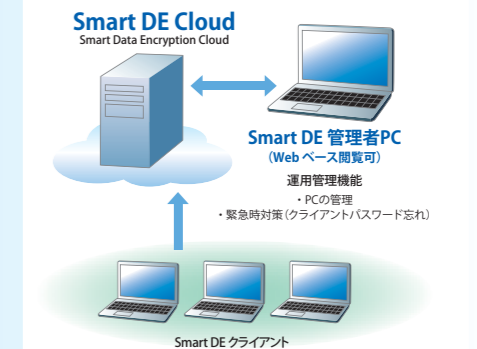 Smart DE Cloud
Smart Data Encryption Cloud
Smart DE 管理者PC
（Web ベース閲覧可）
運用管理機能
・PCの管理
・緊急時対策（クライアントパスワード忘れ）
Smart DE クライアント